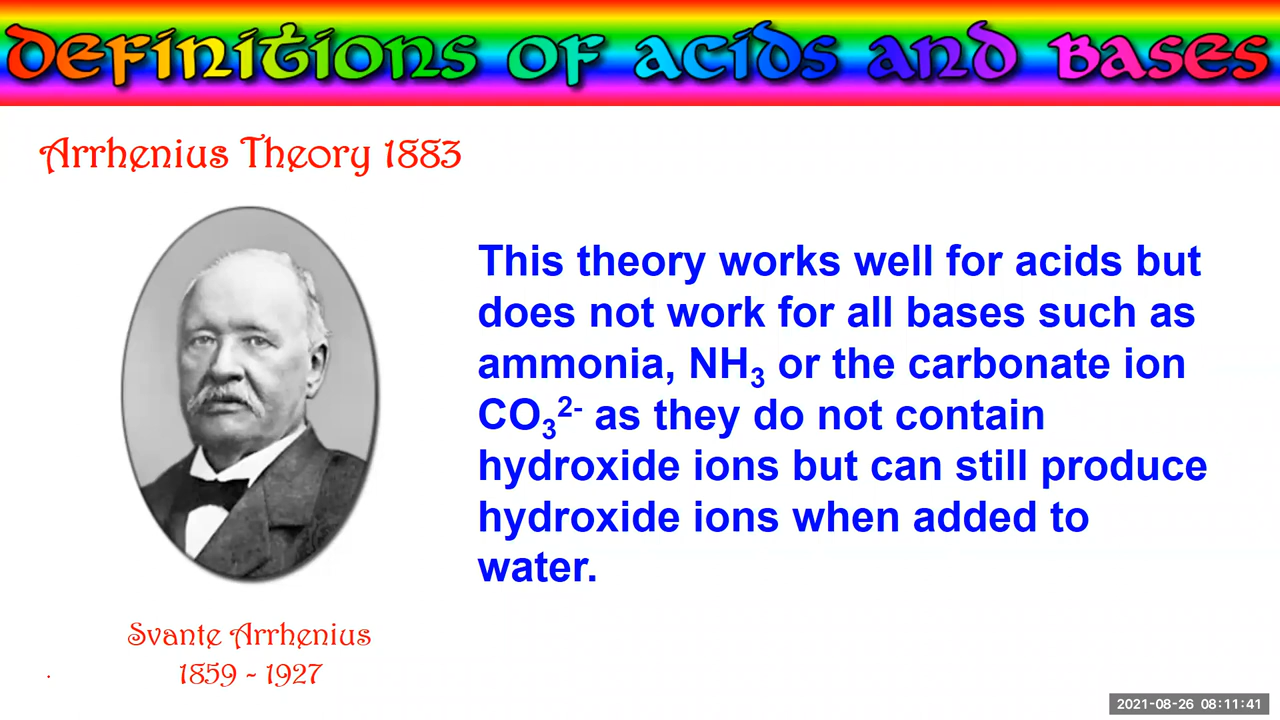 Definitions of Acids and Bases
Arrhenius Theory 1883
This theory works well for acids but
does not work for all bases such as
ammonia, NH₃ or the carbonate ion
CO₃²⁻ as they do not contain
hydroxide ions but can still produce
hydroxide ions when added to
water.
Svante Arrhenius
1859 ~ 1927
2021-08-26 08:11:41